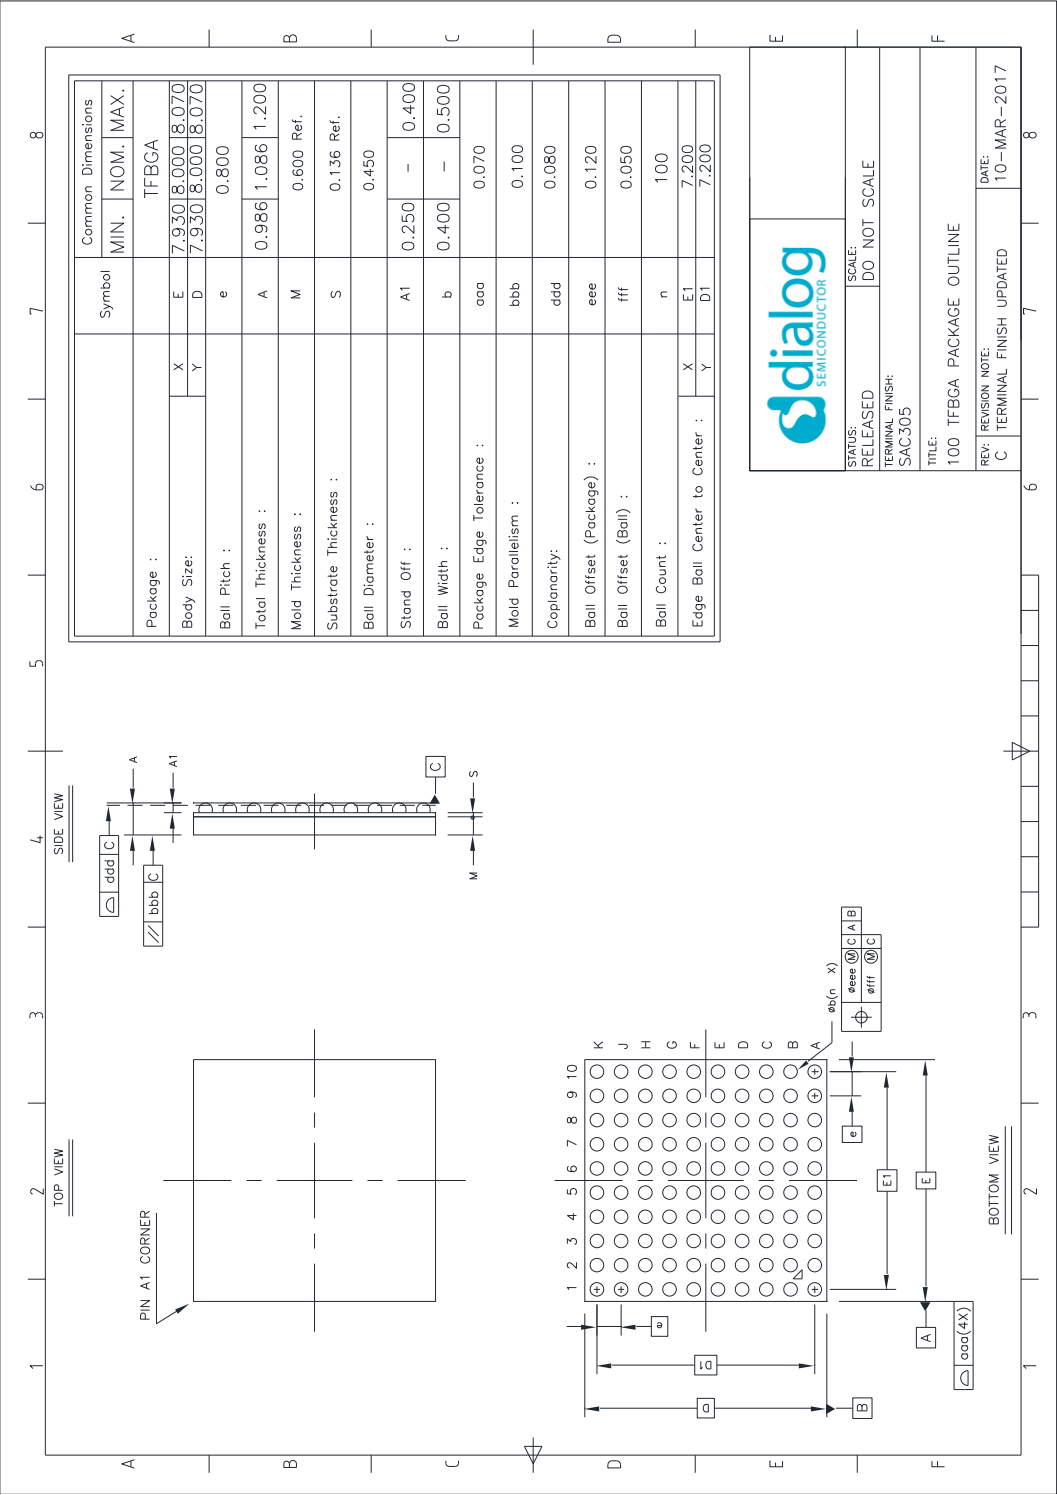 1 2 3 4 5 6 7 8
A
B
C
D
E
F
TOP VIEW
PIN A1 CORNER
SIDE VIEW
ddd C
bbb C
A
A1
C
M
S
Symbol Common Dimensions
MIN. NOM. MAX.
Package : TFBGA
Body Size: X E 7.930 8.000 8.070
Y D 7.930 8.000 8.070
Ball Pitch : e 0.800
Total Thickness : A 0.986 1.086 1.200
Mold Thickness : M 0.600 Ref.
Substrate Thickness : S 0.136 Ref.
Ball Diameter : 0.450
Stand Off : A1 0.250 – 0.400
Ball Width : b 0.400 – 0.500
Package Edge Tolerance : aaa 0.070
Mold Parallelism : bbb 0.100
Coplanarity: ddd 0.080
Ball Offset (Package) : eee 0.120
Ball Offset (Ball) : fff 0.050
Ball Count : n 100
Edge Ball Center to Center : X E1 7.200
Y D1 7.200
1 2 3 4 5 6 7 8 9 10
K
J
H
G
F
E
D
C
B
A
e
D1
D
B
øb(n X)
øeee Ⓜ C A B
øfff Ⓜ C
e
E1
E
A
aaa(4X)
BOTTOM VIEW
dialog
SEMICONDUCTOR
STATUS:
RELEASED
SCALE:
DO NOT SCALE
TERMINAL FINISH:
SAC305
TITLE:
100 TFBGA PACKAGE OUTLINE
REV:
C
REVISION NOTE:
TERMINAL FINISH UPDATED
DATE:
10-MAR-2017
A
B
C
D
E
F
1 2 3 6 7 8